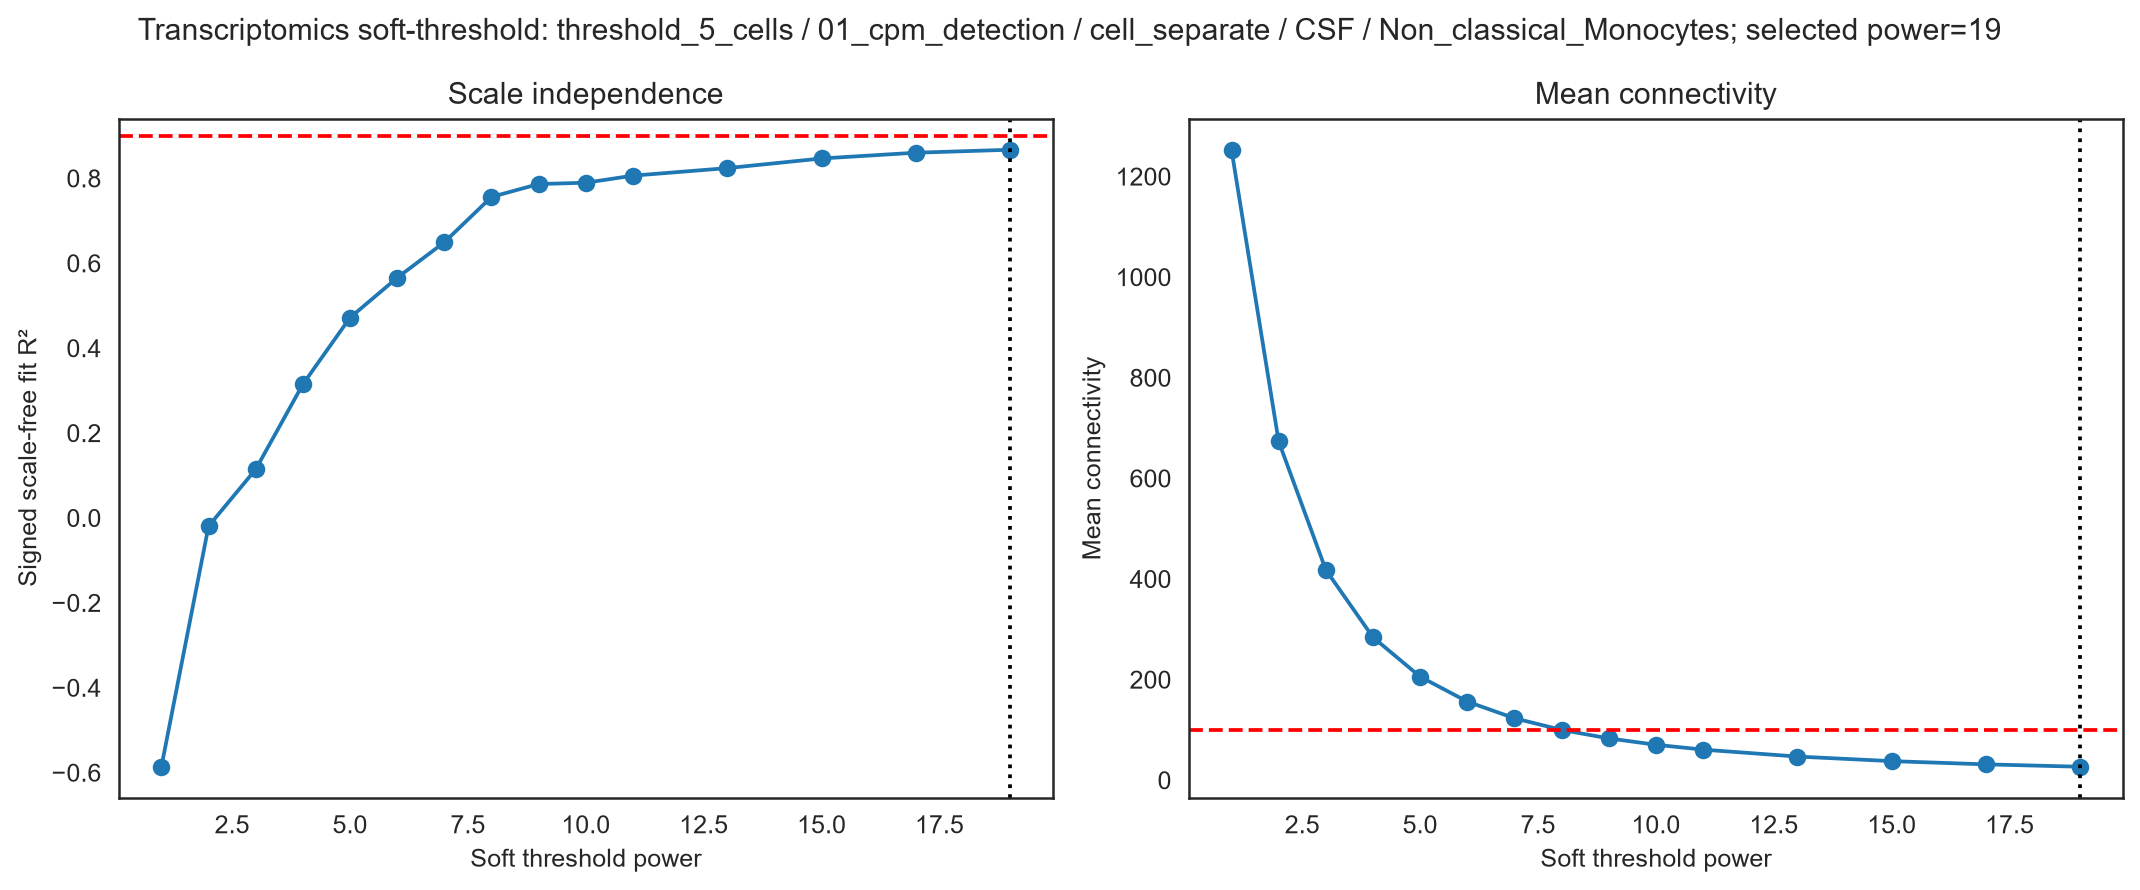 Transcriptomics soft-threshold: threshold_5_cells / 01_cpm_detection / cell_separate / CSF / Non_classical_Monocytes; selected power=19
Scale independence
Signed scale-free fit R²
0.8
0.6
0.4
0.2
0.0
−0.2
−0.4
−0.6
2.5 5.0 7.5 10.0 12.5 15.0 17.5
Soft threshold power
Mean connectivity
Mean connectivity
1200
1000
800
600
400
200
0
2.5 5.0 7.5 10.0 12.5 15.0 17.5
Soft threshold power